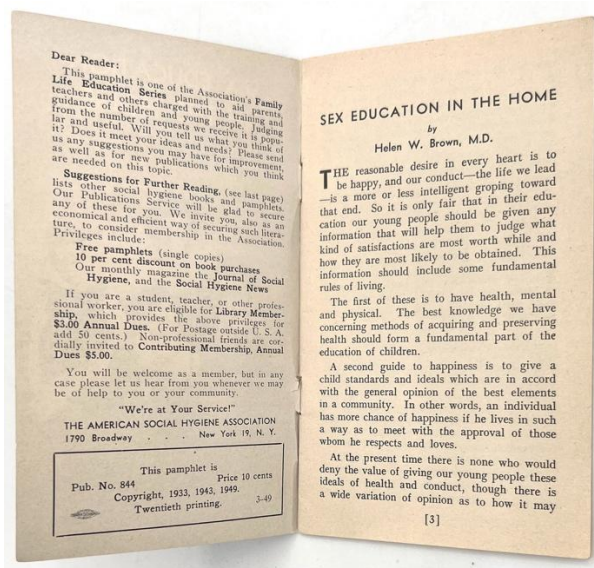 Dear Reader:
This pamphlet is one of the Association's Family
Life Education Series planned to aid parents,
teachers and others charged with the training and
guidance of children and young people. Judging
from the number of requests we receive it is popu-
lar and useful. Will you tell us what you think of
it? Does it meet your ideas and needs? Please send
us any suggestions you may have for improvement,
as well as for new publications which you think
are needed on this topic.
Suggestions for Further Reading, (see last page)
lists other social hygiene books and pamphlets.
Our Publications Service will be glad to secure
any of these for you. We invite you, also as an
economical and efficient way of securing such litera-
ture, to consider membership in the Association.
Privileges include:
Free pamphlets (single copies)
10 per cent discount on book purchases
Our monthly magazine the Journal of Social
Hygiene, and the Social Hygiene News
If you are a student, teacher, or other profes-
sional worker, you are eligible for Library Member-
ship, which provides the above privileges for
$3.00 Annual Dues. (For Postage outside U. S. A.
add 50 cents.) Non-professional friends are cor-
dially invited to Contributing Membership, Annual
Dues $5.00.
You will be welcome as a member, but in any
case please let us hear from you whenever we may
be of help to you or your community.
"We're at Your Service!"
THE AMERICAN SOCIAL HYGIENE ASSOCIATION
1790 Broadway . . . New York 19, N. Y.
This pamphlet is
Pub. No. 844 Price 10 cents
Copyright, 1933, 1943, 1949.
Twentieth printing. 3-49
SEX EDUCATION IN THE HOME
by
Helen W. Brown, M.D.
THE reasonable desire in every heart is to
be happy, and our conduct—the life we lead
—is a more or less intelligent groping toward
that end. So it is only fair that in their edu-
cation our young people should be given any
information that will help them to judge what
kind of satisfactions are most worth while and
how they are most likely to be obtained. This
information should include some fundamental
rules of living.
The first of these is to have health, mental
and physical. The best knowledge we have
concerning methods of acquiring and preserving
health should form a fundamental part of the
education of children.
A second guide to happiness is to give a
child standards and ideals which are in accord
with the general opinion of the best elements
in a community. In other words, an individual
has more chance of happiness if he lives in such
a way as to meet with the approval of those
whom he respects and loves.
At the present time there is none who would
deny the value of giving our young people these
ideals of health and conduct, though there is
a wide variation of opinion as to how it may
[3]